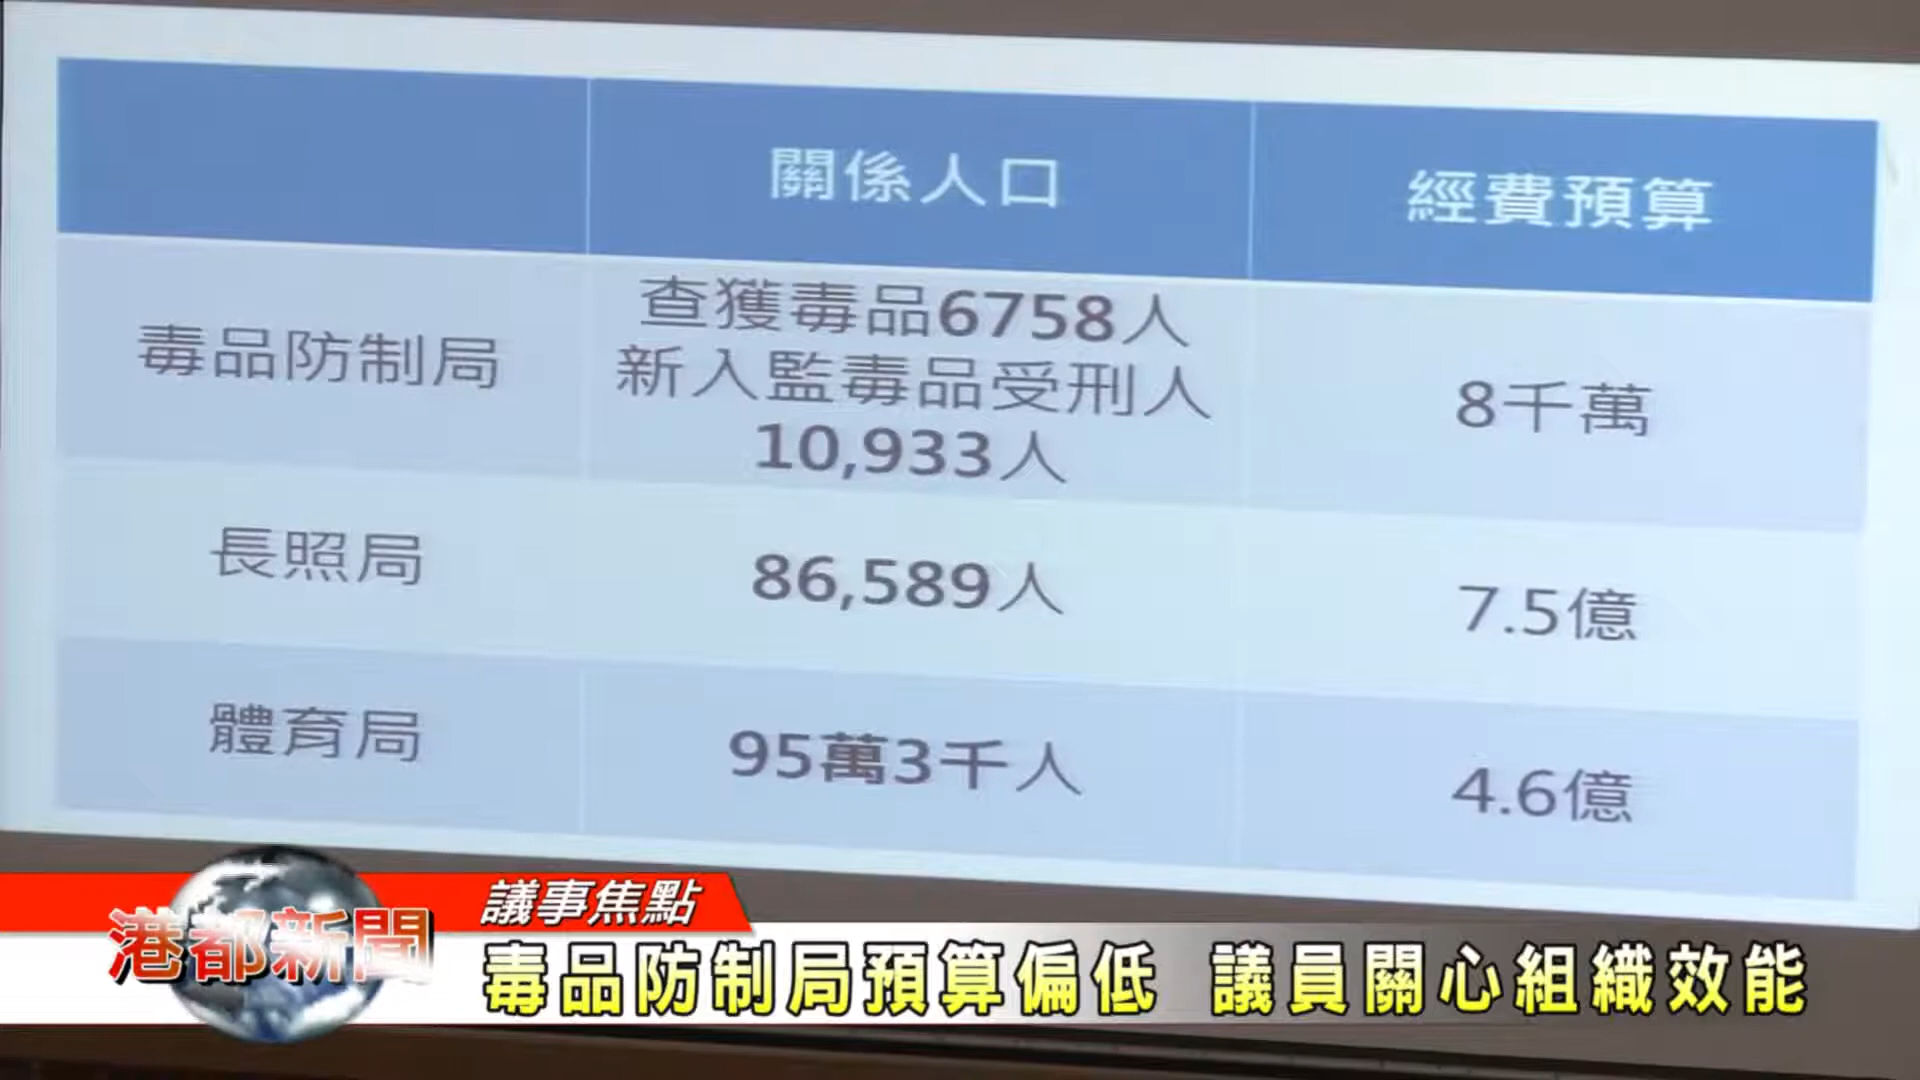 關係人口
經費預算
毒品防制局
查獲毒品6758人
新入監毒品受刑人
10,933人
8千萬
長照局
86,589人
7.5億
體育局
95萬3千人
4.6億
港都新聞
議事焦點
毒品防制局預算偏低 議員關心組織效能